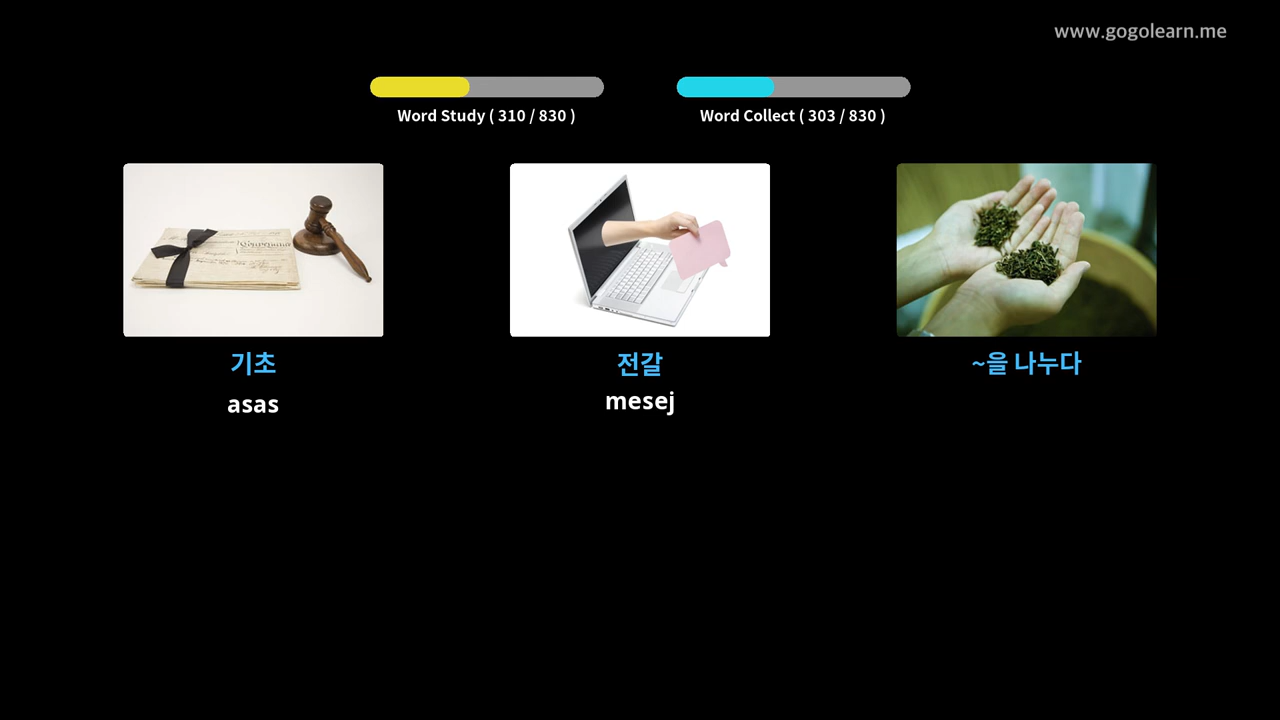 www.gogolearn.me
Word Study ( 310 / 830 )
Word Collect ( 303 / 830 )
기초
asas
전갈
mesej
~을 나누다